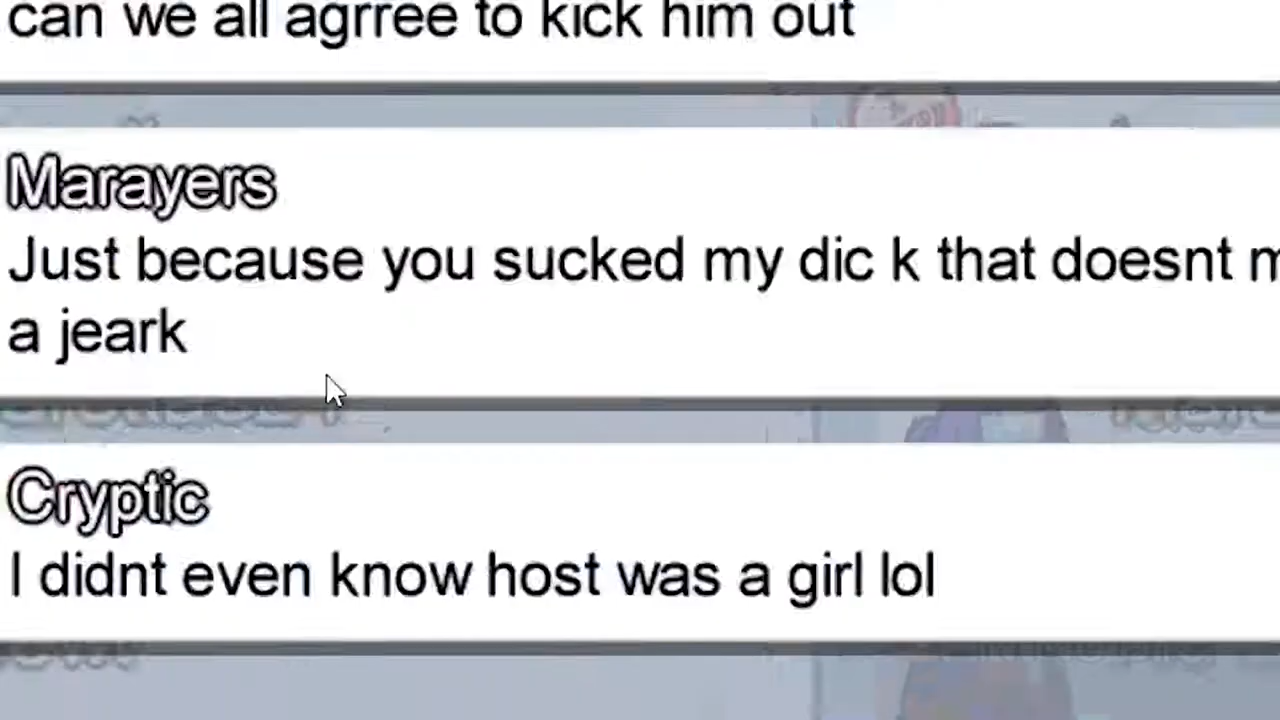 can we all agrree to kick him out
Marayers
Just because you sucked my dic k that doesnt m
a jeark
Cryptic
I didnt even know host was a girl lol